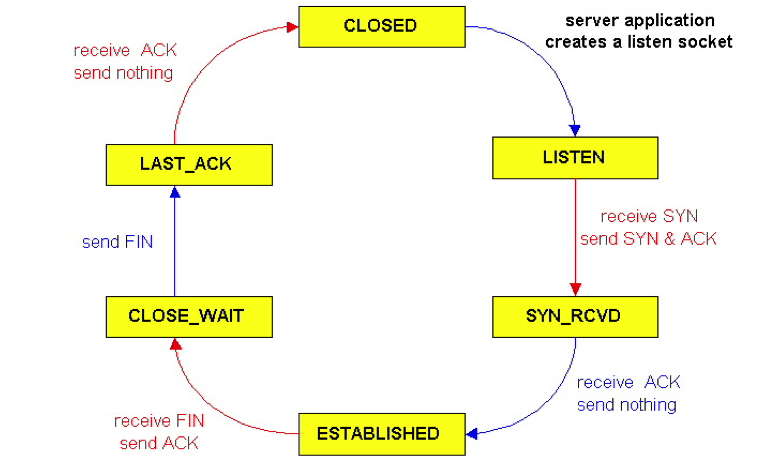 CLOSED
server application
creates a listen socket
receive ACK
send nothing
LAST_ACK
LISTEN
receive SYN
send SYN & ACK
send FIN
CLOSE_WAIT
SYN_RCVD
receive ACK
send nothing
receive FIN
send ACK
ESTABLISHED